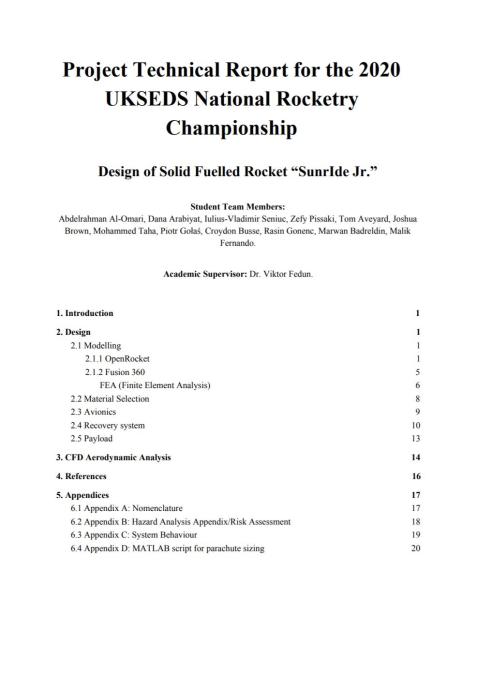 Project Technical Report for the 2020
UKSEDS National Rocketry
Championship
Design of Solid Fuelled Rocket “SunrIde Jr.”
Student Team Members:
Abdelrahman Al-Omari, Dana Arabiyat, Iulius-Vladimir Seniuc, Zefy Pissaki, Tom Aveyard, Joshua
Brown, Mohammed Taha, Piotr Gołaś, Croydon Busse, Rasin Gonenc, Marwan Badreldin, Malik
Fernando.
Academic Supervisor: Dr. Viktor Fedun.
1. Introduction 1
2. Design 1
2.1 Modelling 1
2.1.1 OpenRocket 1
2.1.2 Fusion 360 5
FEA (Finite Element Analysis) 6
2.2 Material Selection 8
2.3 Avionics 9
2.4 Recovery system 10
2.5 Payload 13
3. CFD Aerodynamic Analysis 14
4. References 16
5. Appendices 17
6.1 Appendix A: Nomenclature 17
6.2 Appendix B: Hazard Analysis Appendix/Risk Assessment 18
6.3 Appendix C: System Behaviour 19
6.4 Appendix D: MATLAB script for parachute sizing 20